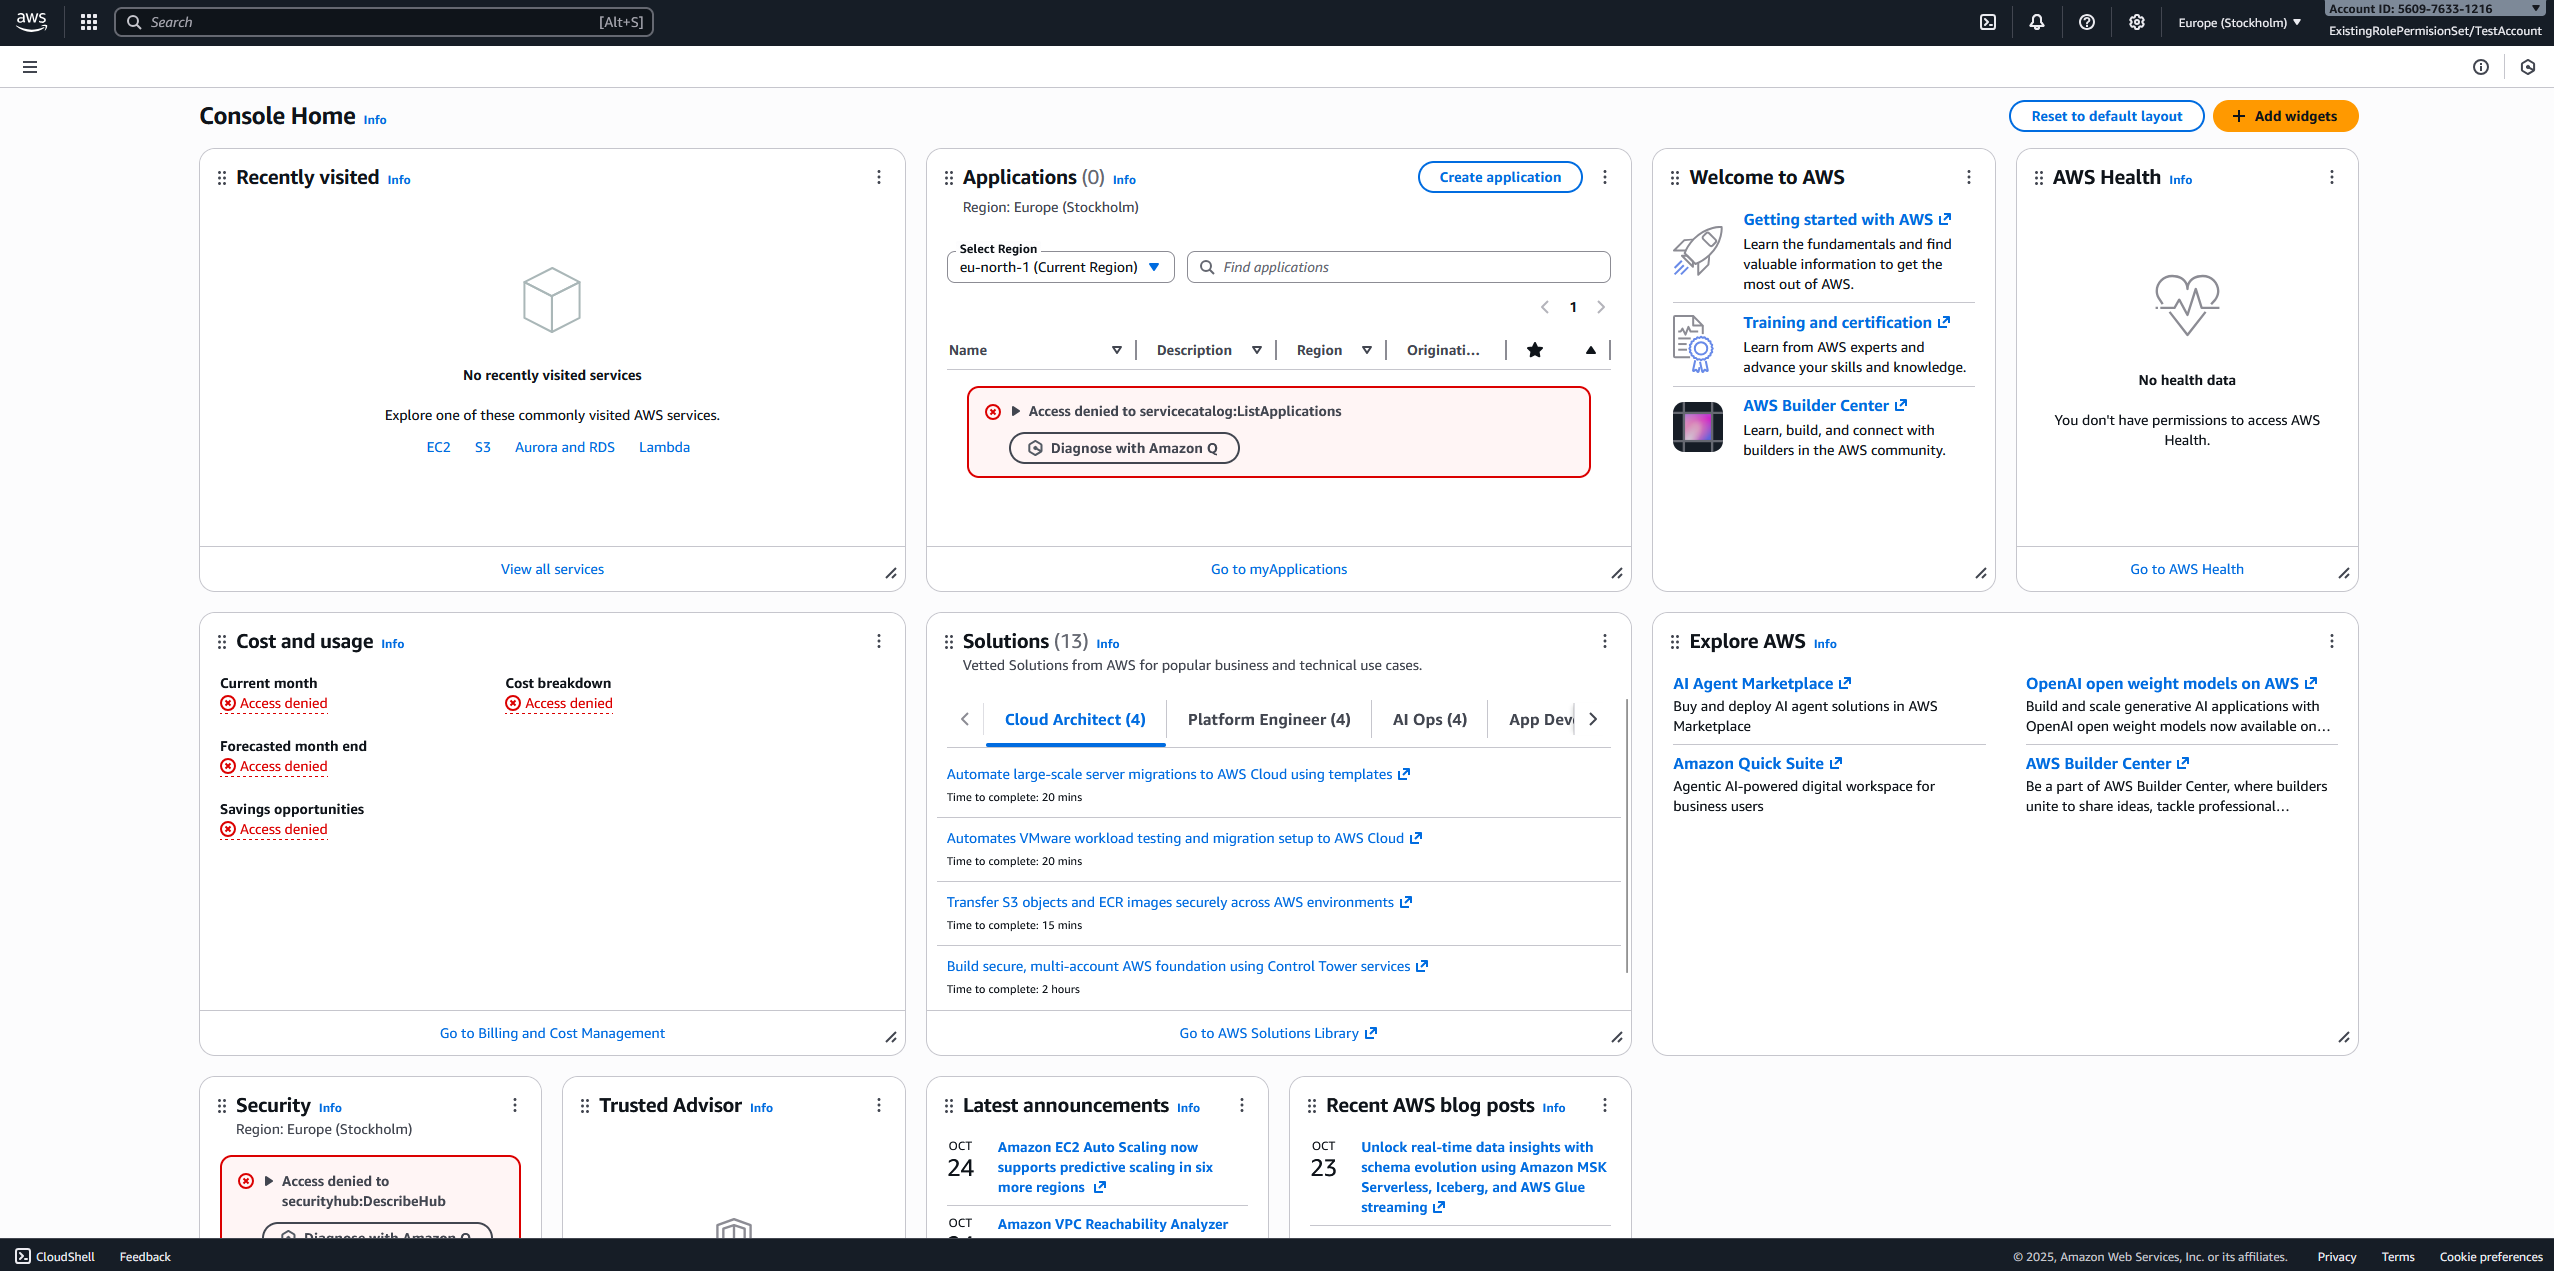 aws
Search
[Alt+S]
Europe (Stockholm)
Account ID: 5609-7633-1216
ExistingRolePermisionSet/TestAccount
Console Home Info
Reset to default layout
Add widgets
Recently visited Info
No recently visited services
Explore one of these commonly visited AWS services.
EC2 S3 Aurora and RDS Lambda
View all services
Applications (0) Info
Create application
Region: Europe (Stockholm)
Select Region
eu-north-1 (Current Region)
Find applications
1
Name Description Region Originati...
Access denied to servicecatalog:ListApplications
Diagnose with Amazon Q
Go to myApplications
Welcome to AWS
Getting started with AWS
Learn the fundamentals and find
valuable information to get the
most out of AWS.
Training and certification
Learn from AWS experts and
advance your skills and knowledge.
AWS Builder Center
Learn, build, and connect with
builders in the AWS community.
AWS Health Info
No health data
You don't have permissions to access AWS
Health.
Go to AWS Health
Cost and usage Info
Current month
Access denied
Cost breakdown
Access denied
Forecasted month end
Access denied
Savings opportunities
Access denied
Go to Billing and Cost Management
Solutions (13) Info
Vetted Solutions from AWS for popular business and technical use cases.
Cloud Architect (4) Platform Engineer (4) AI Ops (4) App Dev
Automate large-scale server migrations to AWS Cloud using templates
Time to complete: 20 mins
Automates VMware workload testing and migration setup to AWS Cloud
Time to complete: 20 mins
Transfer S3 objects and ECR images securely across AWS environments
Time to complete: 15 mins
Build secure, multi-account AWS foundation using Control Tower services
Time to complete: 2 hours
Go to AWS Solutions Library
Explore AWS Info
AI Agent Marketplace
Buy and deploy AI agent solutions in AWS
Marketplace
OpenAI open weight models on AWS
Build and scale generative AI applications with
OpenAI open weight models now available on...
Amazon Quick Suite
Agentic AI-powered digital workspace for
business users
AWS Builder Center
Be a part of AWS Builder Center, where builders
unite to share ideas, tackle professional...
Security Info
Region: Europe (Stockholm)
Access denied to
securityhub:DescribeHub
Diagnose with Amazon Q
Trusted Advisor Info
Latest announcements Info
OCT
24
Amazon EC2 Auto Scaling now
supports predictive scaling in six
more regions
OCT
Amazon VPC Reachability Analyzer
Recent AWS blog posts Info
OCT
23
Unlock real-time data insights with
schema evolution using Amazon MSK
Serverless, Iceberg, and AWS Glue
streaming
CloudShell Feedback
© 2025, Amazon Web Services, Inc. or its affiliates. Privacy Terms Cookie preferences